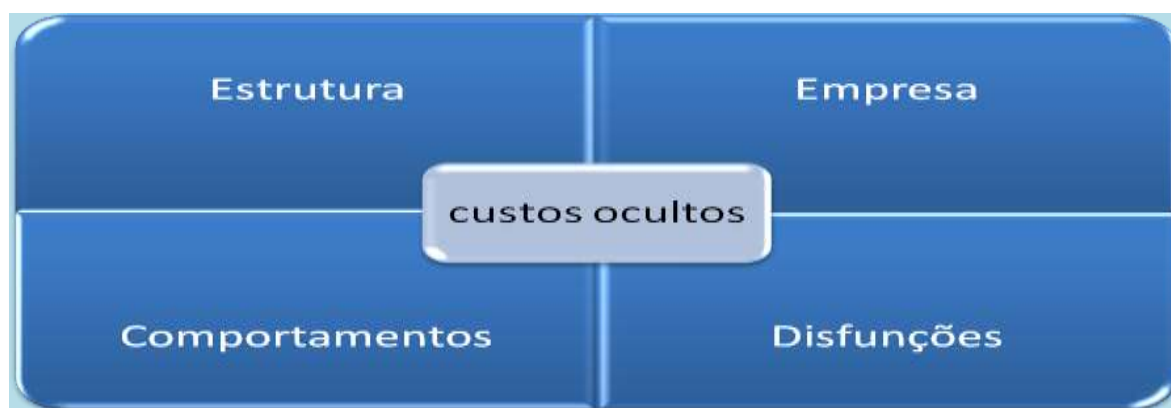 Estrutura
Empresa
custos ocultos
Comportamentos
Disfunções